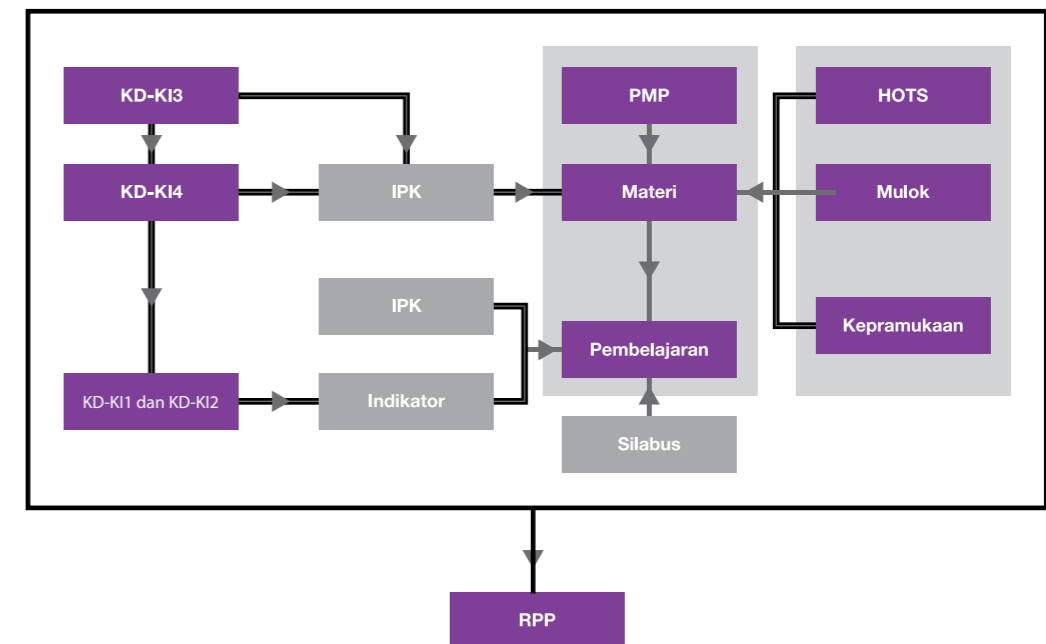 KD-KI3
PMP
HOTS
KD-KI4
IPK
Materi
Mulok
IPK
Kepramukaan
Pembelajaran
KD-KI1 dan KD-KI2
Indikator
Silabus
RPP